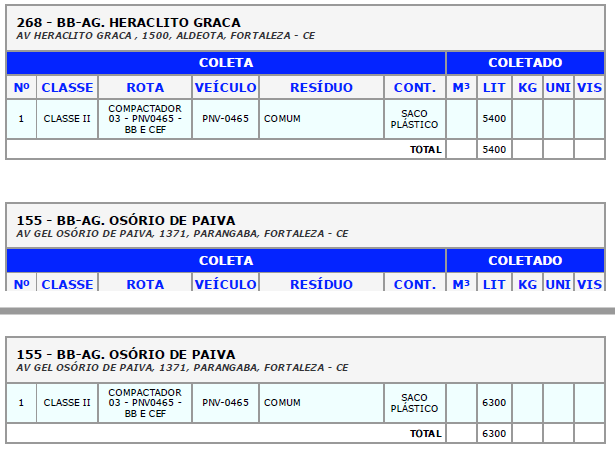 268 - BB-AG. HERACLITO GRACA
AV HERACLITO GRACA , 1500, ALDEOTA, FORTALEZA - CE
COLETA COLETADO
Nº CLASSE ROTA VEÍCULO RESÍDUO CONT. M³ LIT KG UNI VIS
1 CLASSE II COMPACTADOR 03 - PNV0465 - BB E CEF PNV-0465 COMUM SACO PLÁSTICO 5400
TOTAL 5400
155 - BB-AG. OSÓRIO DE PAIVA
AV GEL OSÓRIO DE PAIVA, 1371, PARANGABA, FORTALEZA - CE
COLETA COLETADO
Nº CLASSE ROTA VEÍCULO RESÍDUO CONT. M³ LIT KG UNI VIS
155 - BB-AG. OSÓRIO DE PAIVA
AV GEL OSÓRIO DE PAIVA, 1371, PARANGABA, FORTALEZA - CE
1 CLASSE II COMPACTADOR 03 - PNV0465 - BB E CEF PNV-0465 COMUM SACO PLÁSTICO 6300
TOTAL 6300